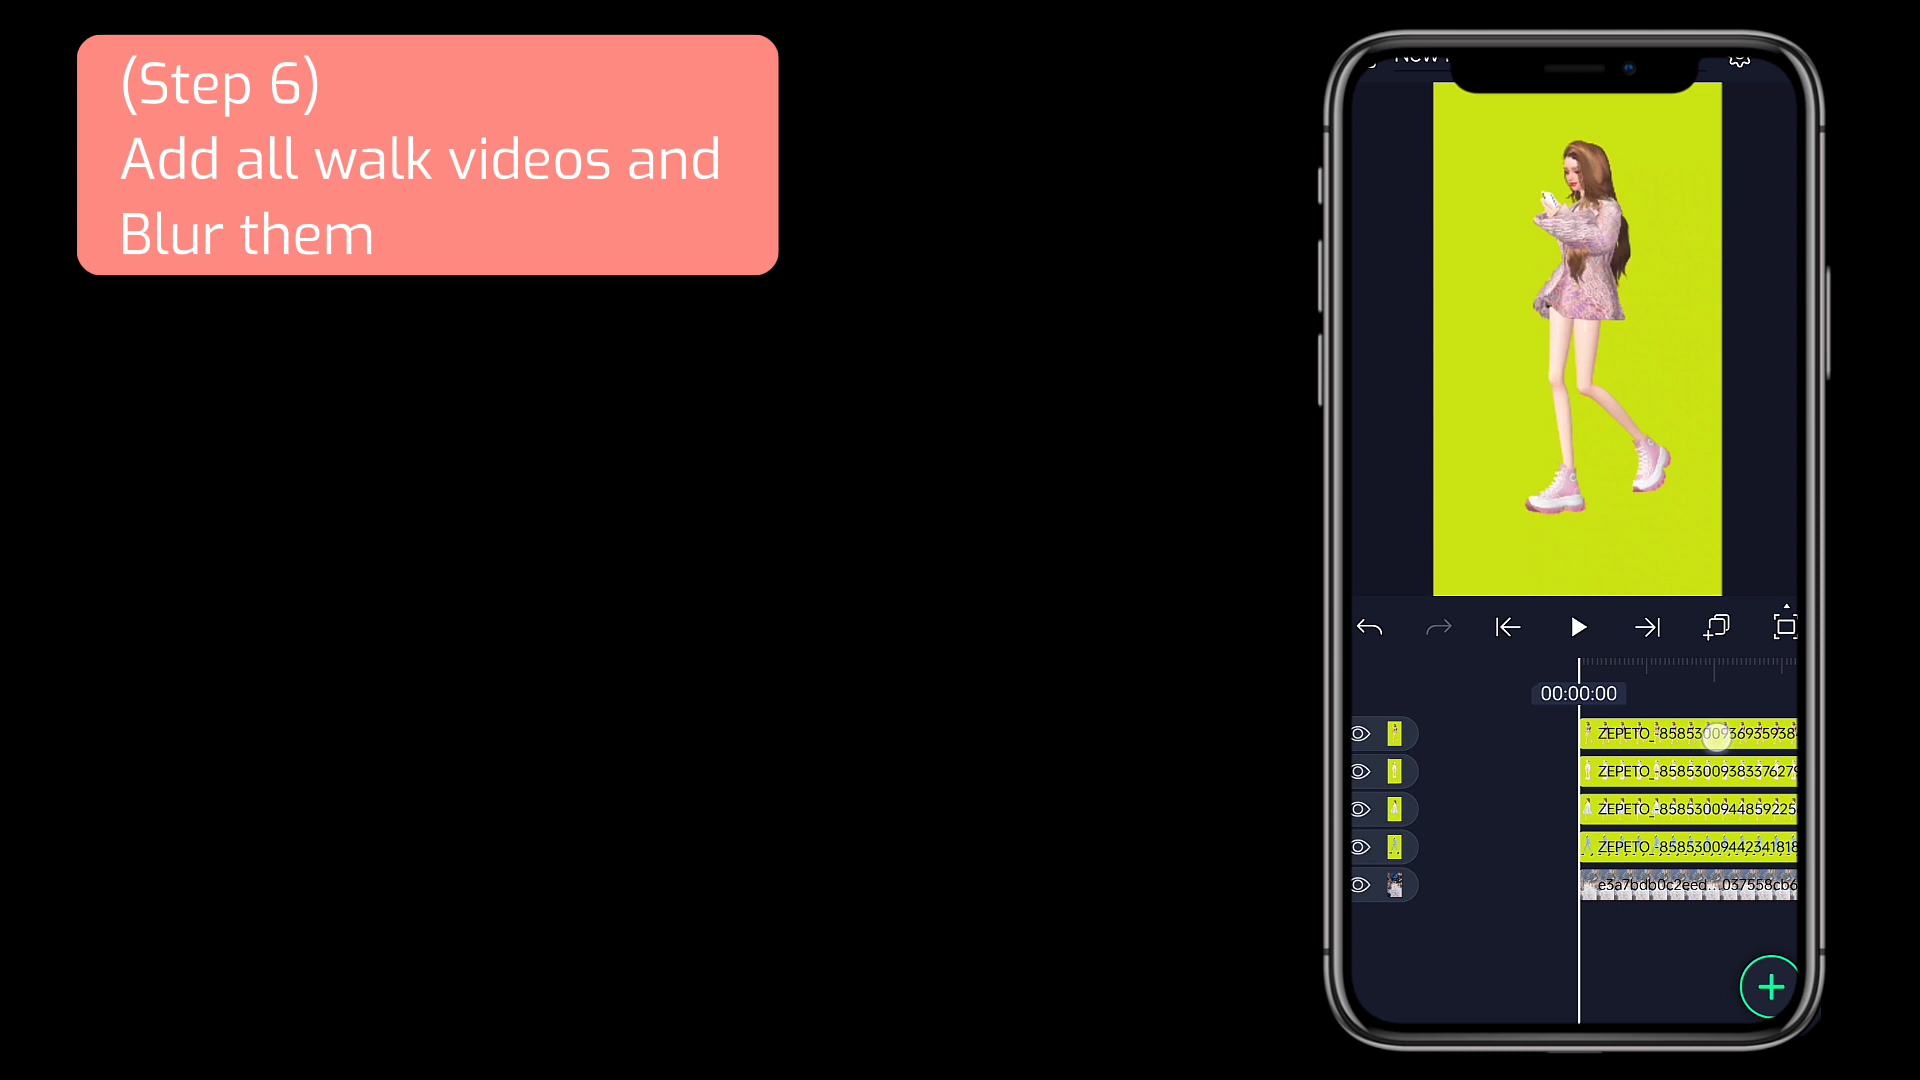 (Step 6)
Add all walk videos and
Blur them
New
00:00:00
ZEPETO_-8585300936935938
ZEPETO_-8585300938337627
ZEPETO_-8585300944859225
ZEPETO_-8585300944234181
e3a7bdb0c2eed...037558cb6